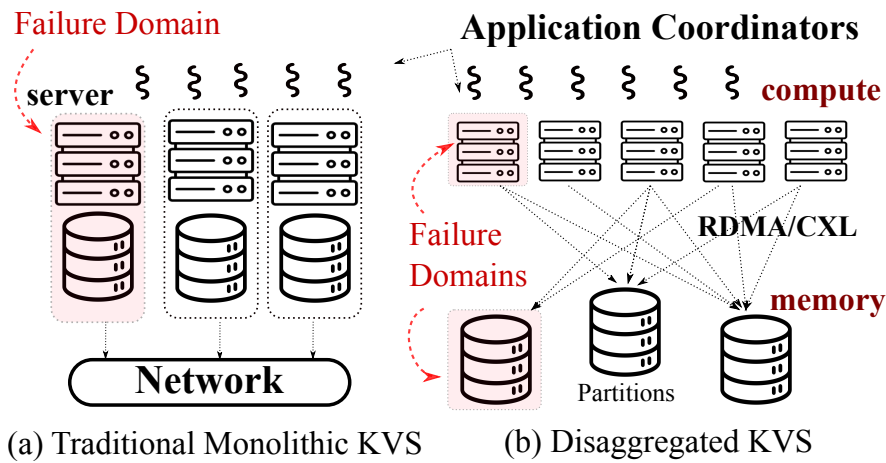 Failure Domain
server
Network
(a) Traditional Monolithic KVS
Application Coordinators
compute
Failure
Domains
RDMA/CXL
memory
Partitions
(b) Disaggregated KVS